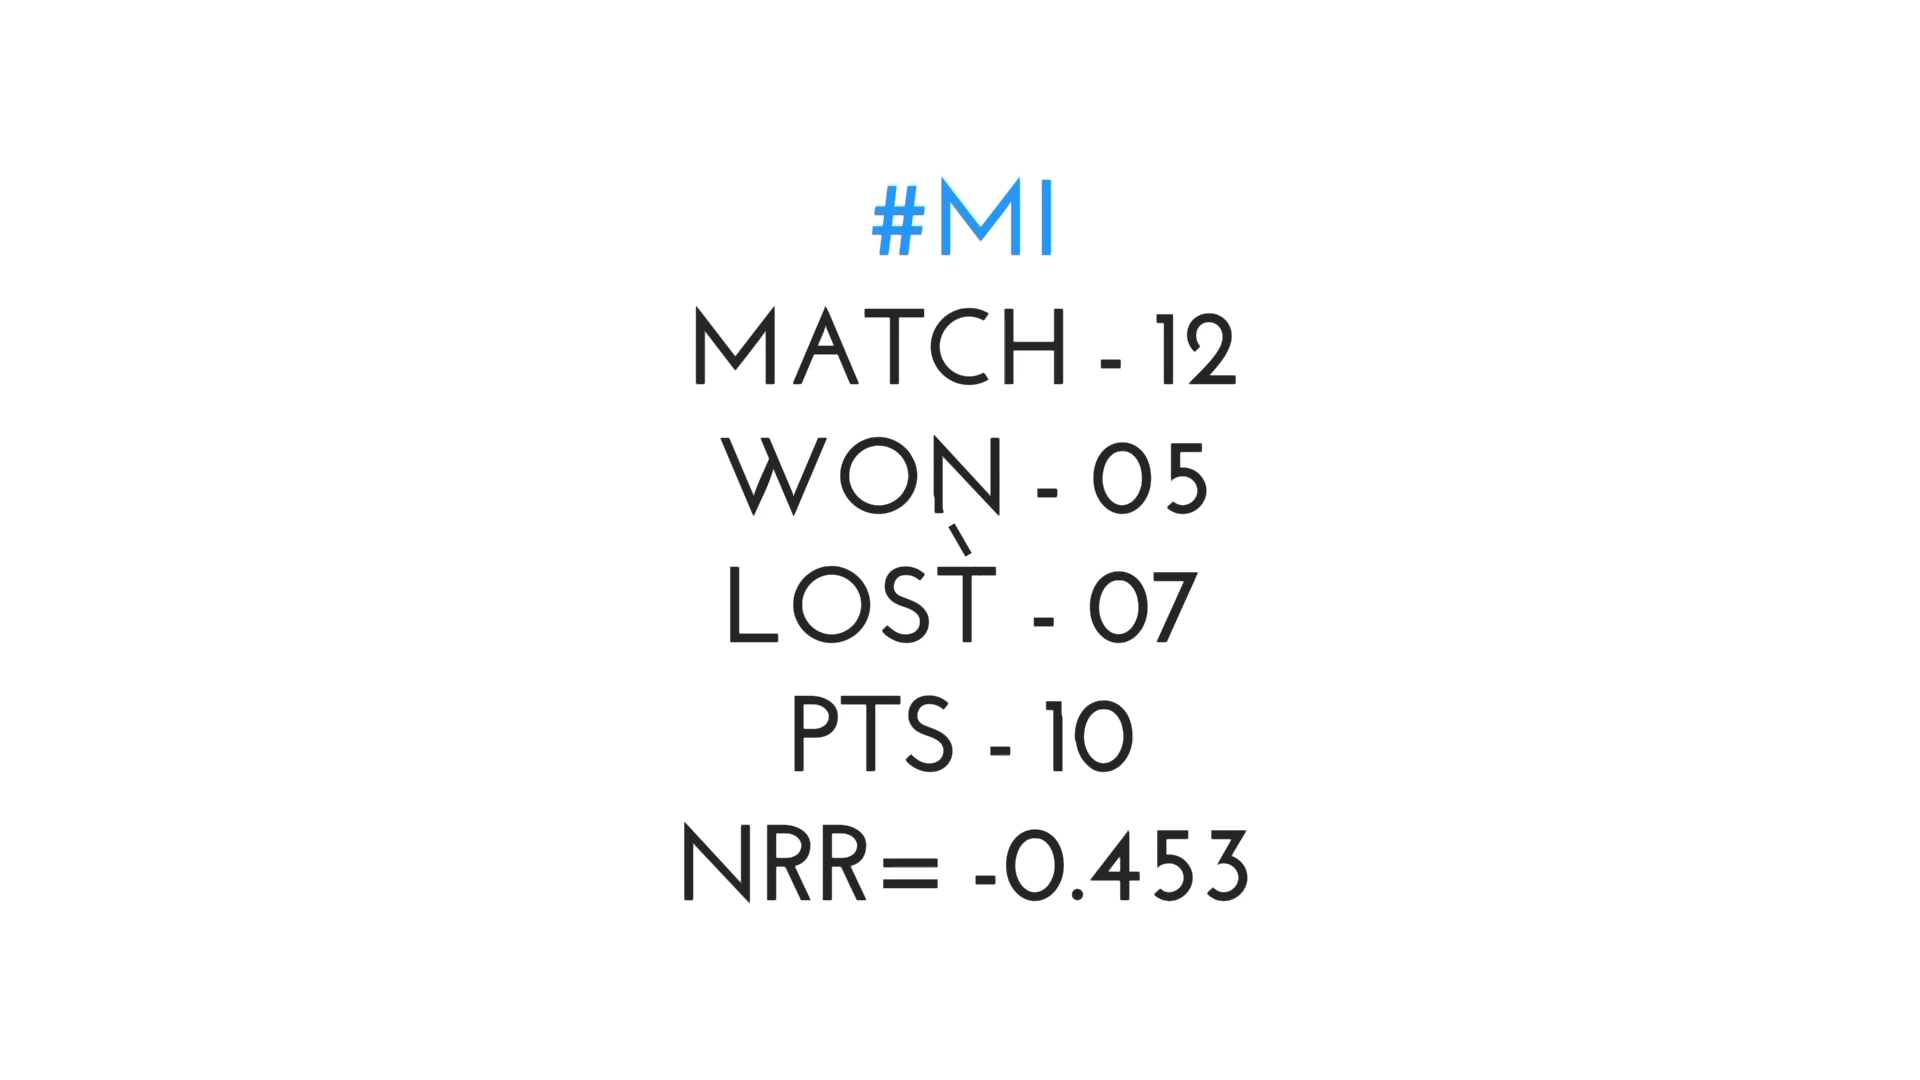 #MI
MATCH - 12
WON - 05
LOST - 07
PTS - 10
NRR= -0.453